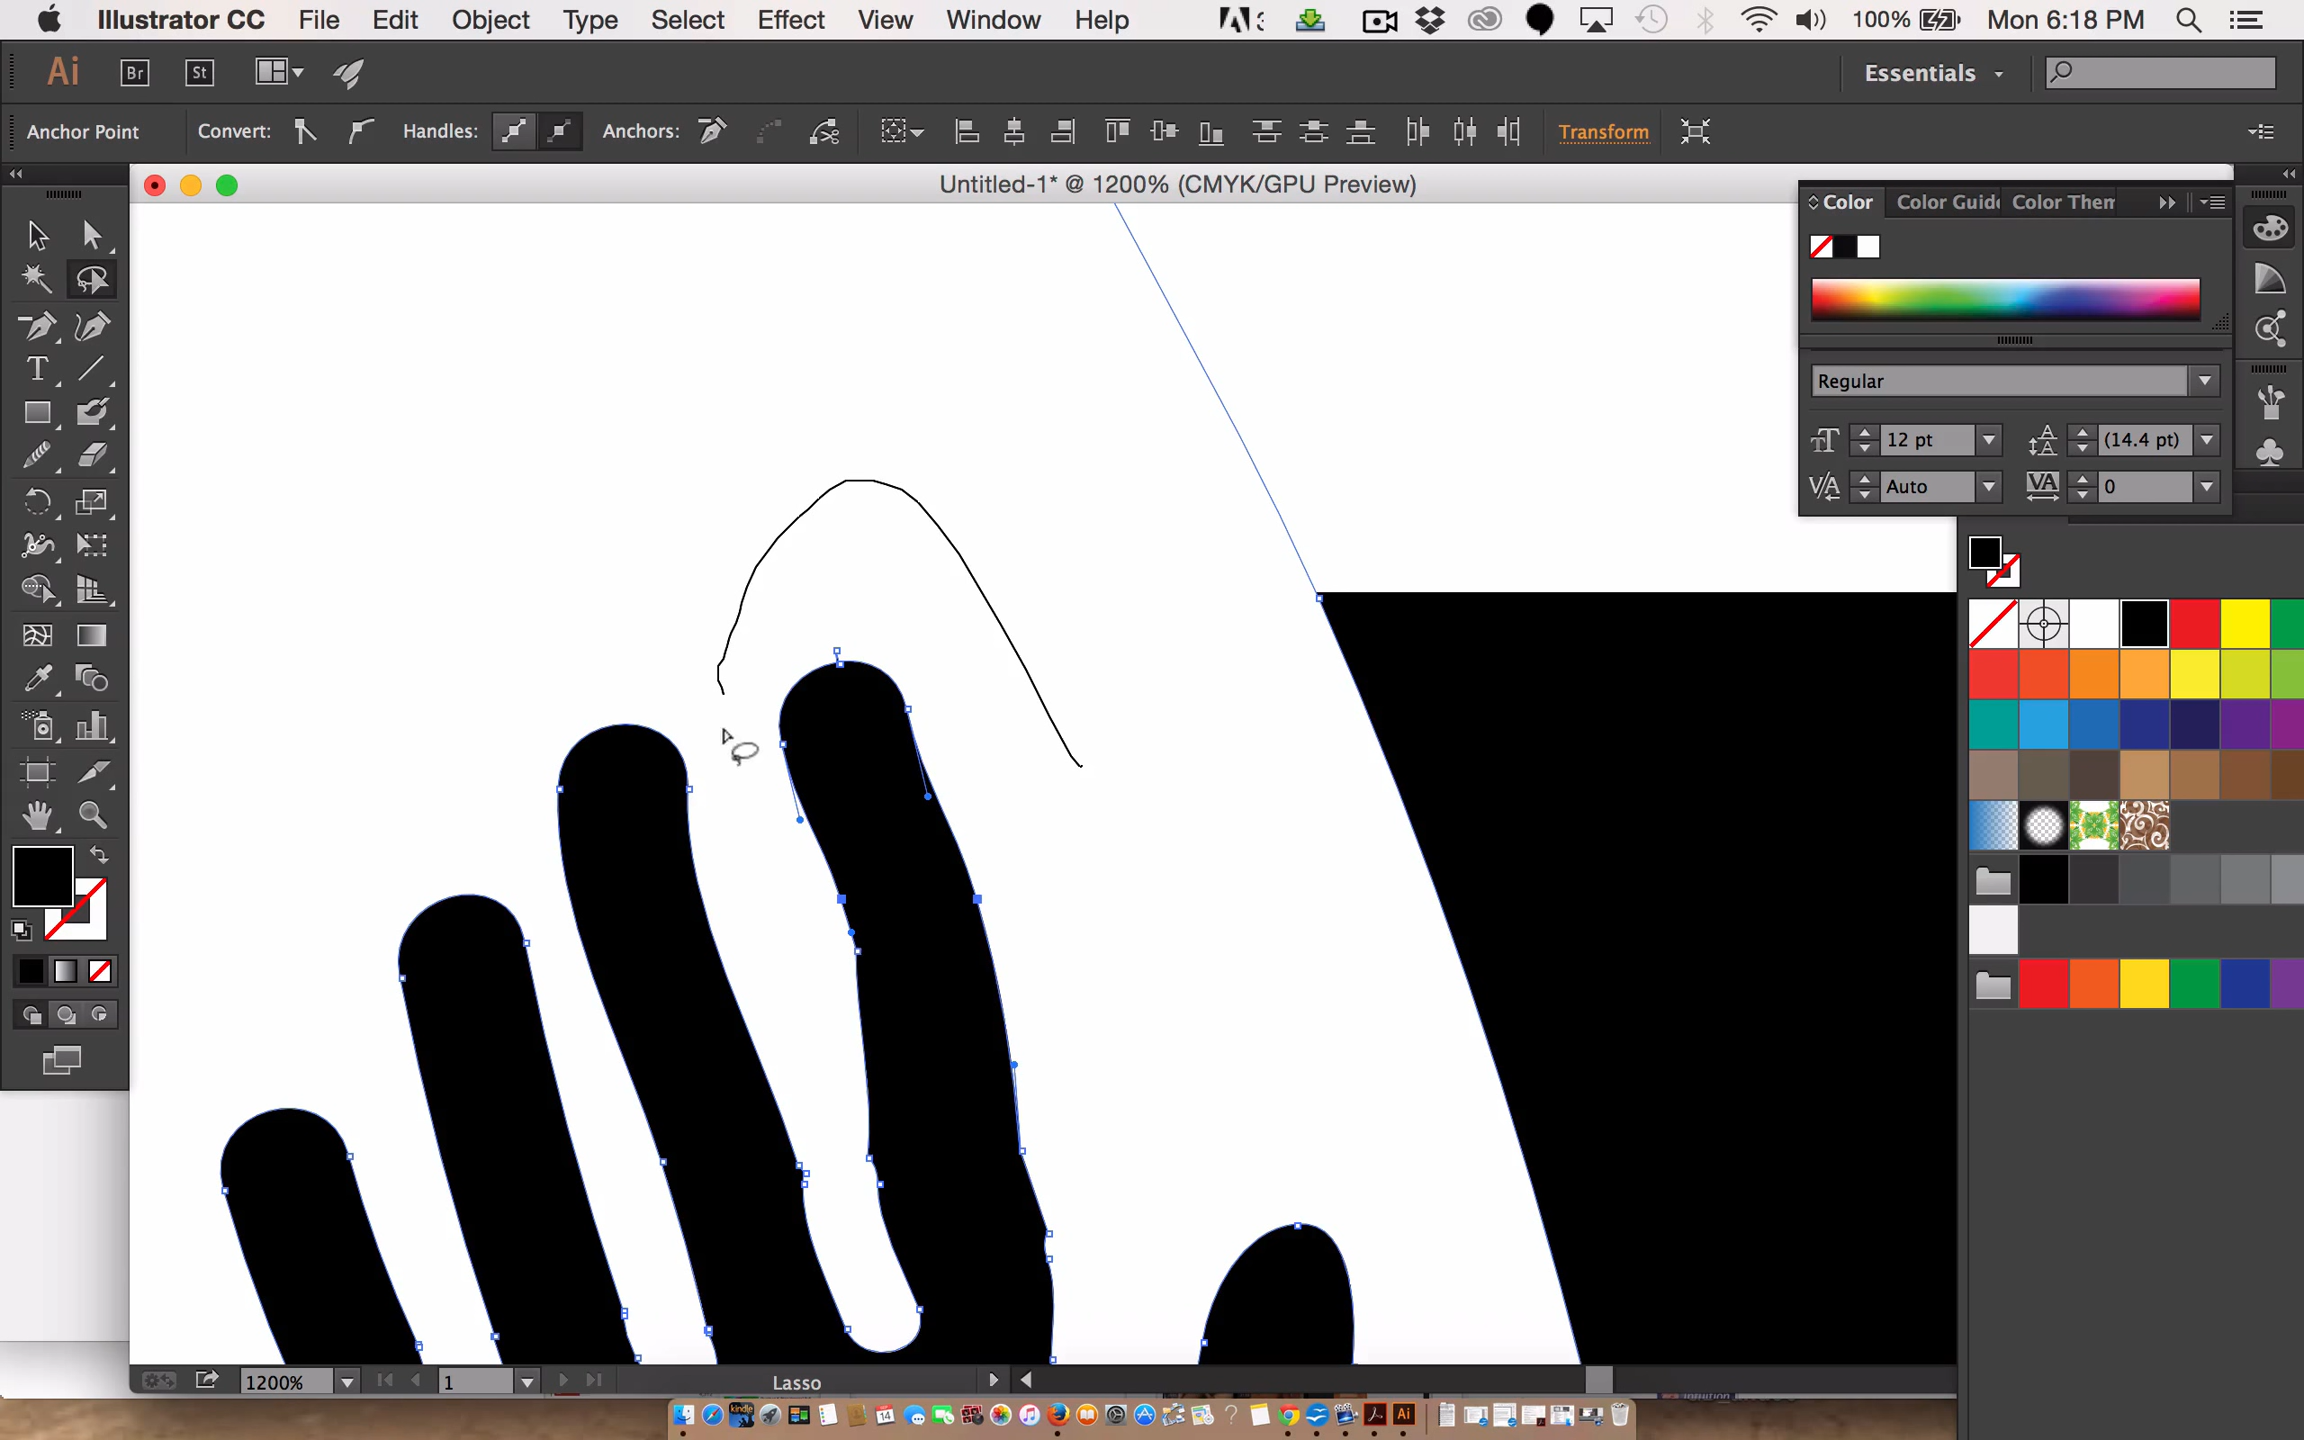 Illustrator CC File Edit Object Type Select Effect View Window Help 100% Mon 6:18 PM
Ai Br St Essentials
Anchor Point Convert: Handles: Anchors: Transform
Untitled-1* @ 1200% (CMYK/GPU Preview)
Color Color Guide Color Them
Regular
12 pt (14.4 pt)
Auto 0
1200% 1 Lasso